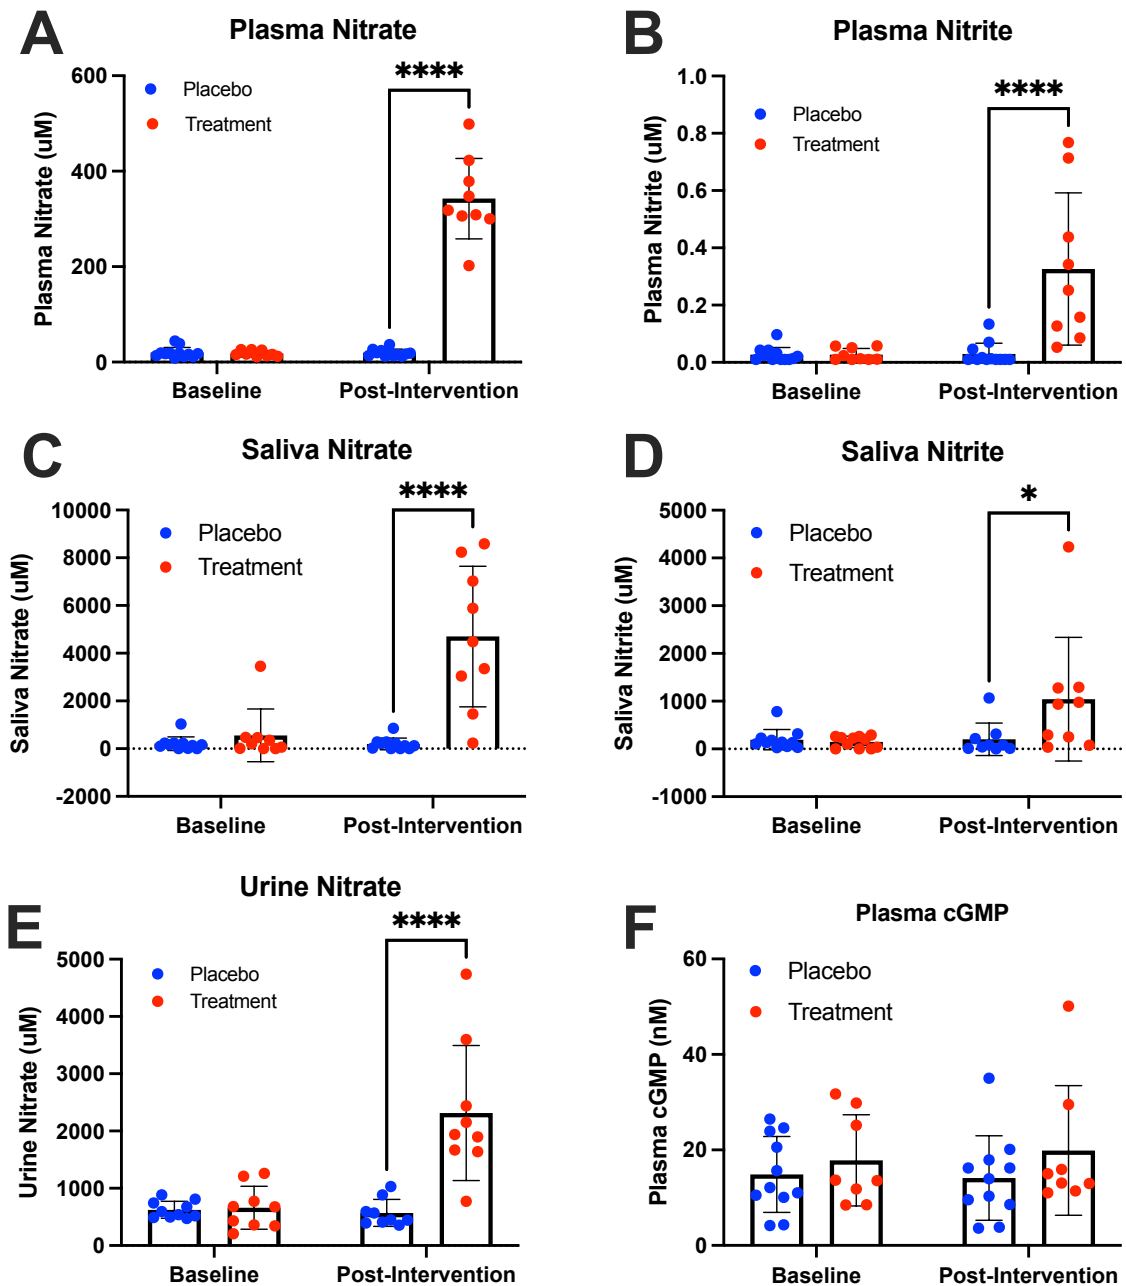 A
Plasma Nitrate
Plasma Nitrate (uM)
600
400
200
0
Placebo
Treatment
****
Baseline
Post-Intervention
B
Plasma Nitrite
Plasma Nitrite (uM)
1.0
0.8
0.6
0.4
0.2
0.0
Placebo
Treatment
****
Baseline
Post-Intervention
C
Saliva Nitrate
Saliva Nitrate (uM)
10000
8000
6000
4000
2000
0
-2000
Placebo
Treatment
****
Baseline
Post-Intervention
D
Saliva Nitrite
Saliva Nitrite (uM)
5000
4000
3000
2000
1000
0
-1000
Placebo
Treatment
*
Baseline
Post-Intervention
E
Urine Nitrate
Urine Nitrate (uM)
5000
4000
3000
2000
1000
0
Placebo
Treatment
****
Baseline
Post-Intervention
F
Plasma cGMP
Plasma cGMP (nM)
60
40
20
0
Placebo
Treatment
Baseline
Post-Intervention